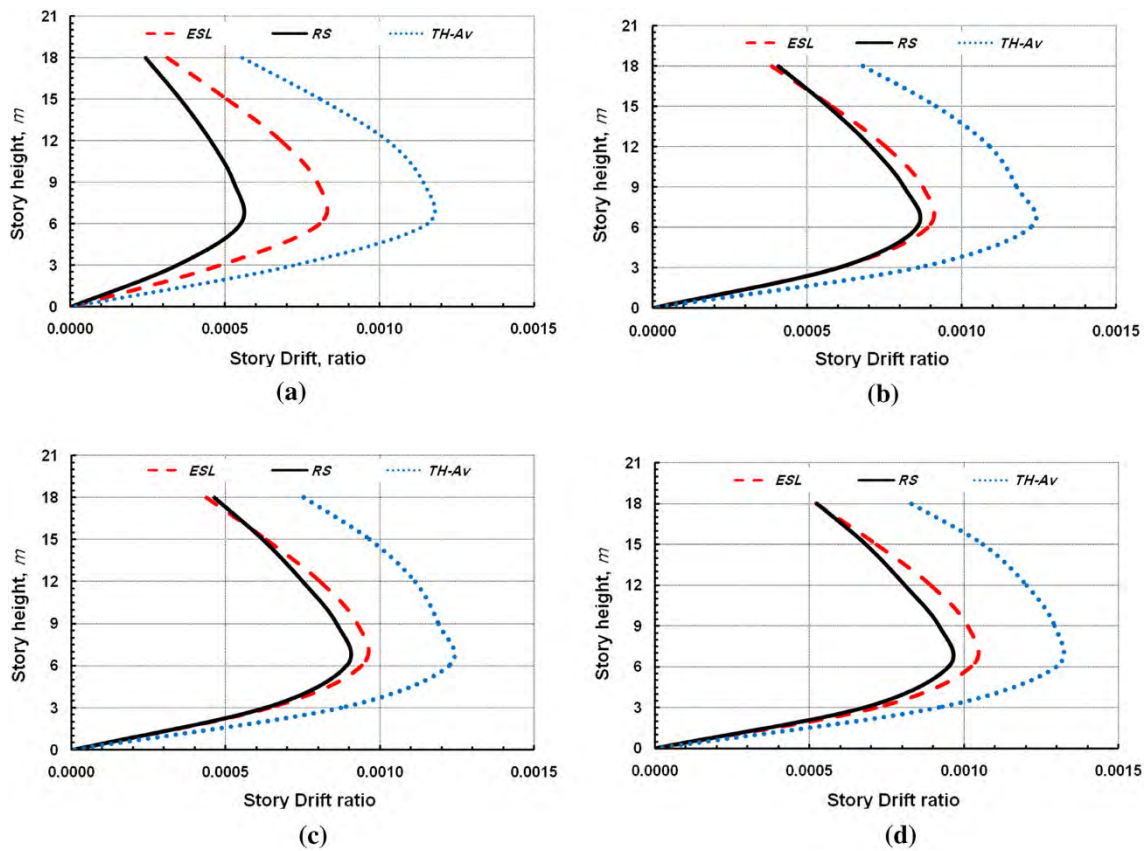 ESL RS TH-Av
21
18
15
12
9
6
3
0
Story height, m
0.0000 0.0005 0.0010 0.0015
Story Drift, ratio
(a)
ESL RS TH-Av
21
18
15
12
9
6
3
0
Story height, m
0.0000 0.0005 0.0010 0.0015
Story Drift ratio
(b)
ESL RS TH-Av
21
18
15
12
9
6
3
0
Story height, m
0.0000 0.0005 0.0010 0.0015
Story Drift ratio
(c)
ESL RS TH-Av
21
18
15
12
9
6
3
0
Story height, m
0.0000 0.0005 0.0010 0.0015
Story Drift ratio
(d)